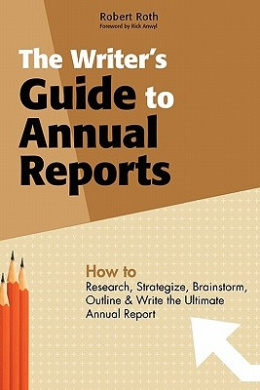 Robert Roth
Foreword by Rick Anwyl
The Writer's
Guide to
Annual
Reports
How to
Research, Strategize, Brainstorm,
Outline & Write the Ultimate
Annual Report